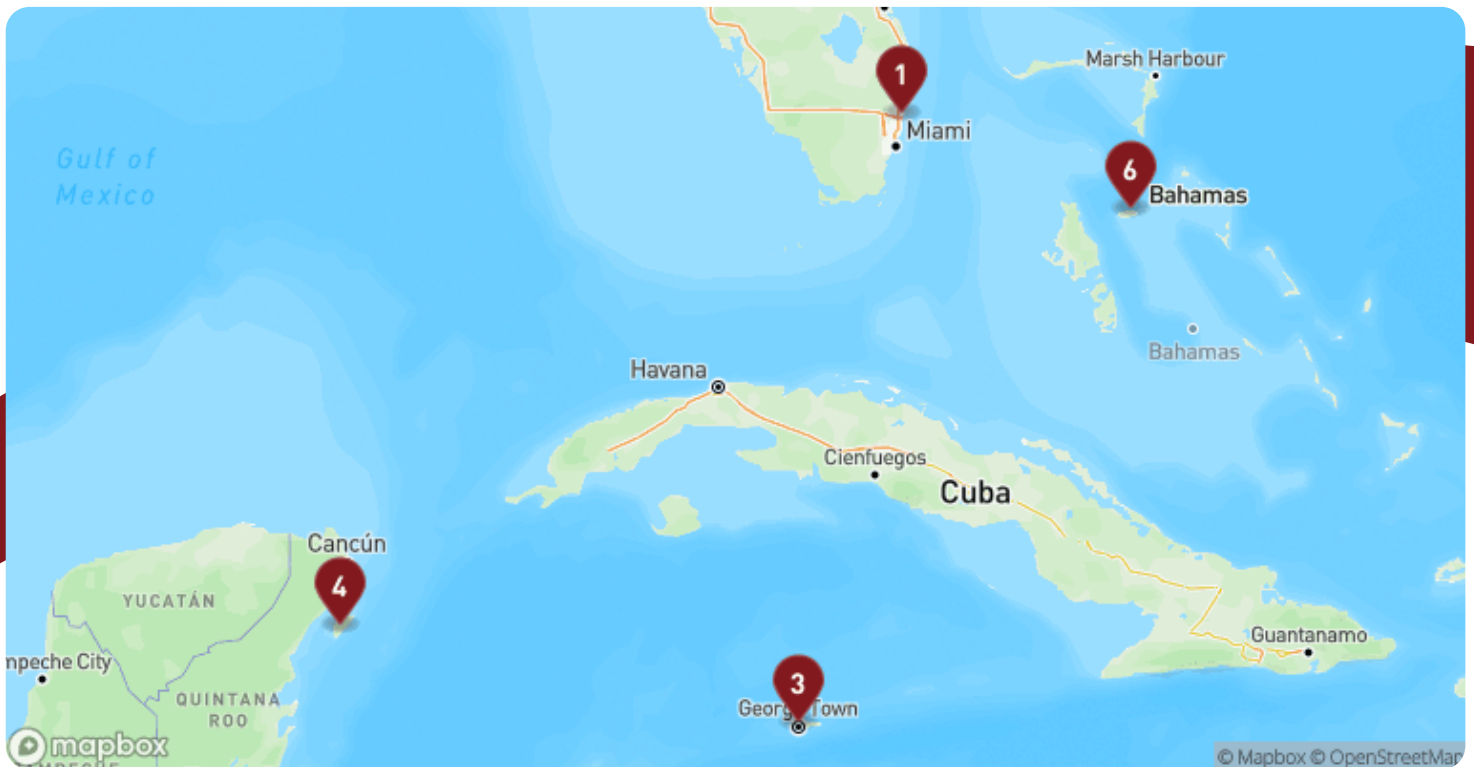 Marsh Harbour
1
Miami
Gulf of
Mexico
6
Bahamas
Bahamas
Havana
Cienfuegos
Cuba
Cancún
4
YUCATÁN
Guantanamo
mpeche City
3
QUINTANA
ROO
George Town
mapbox
© Mapbox © OpenStreetMap